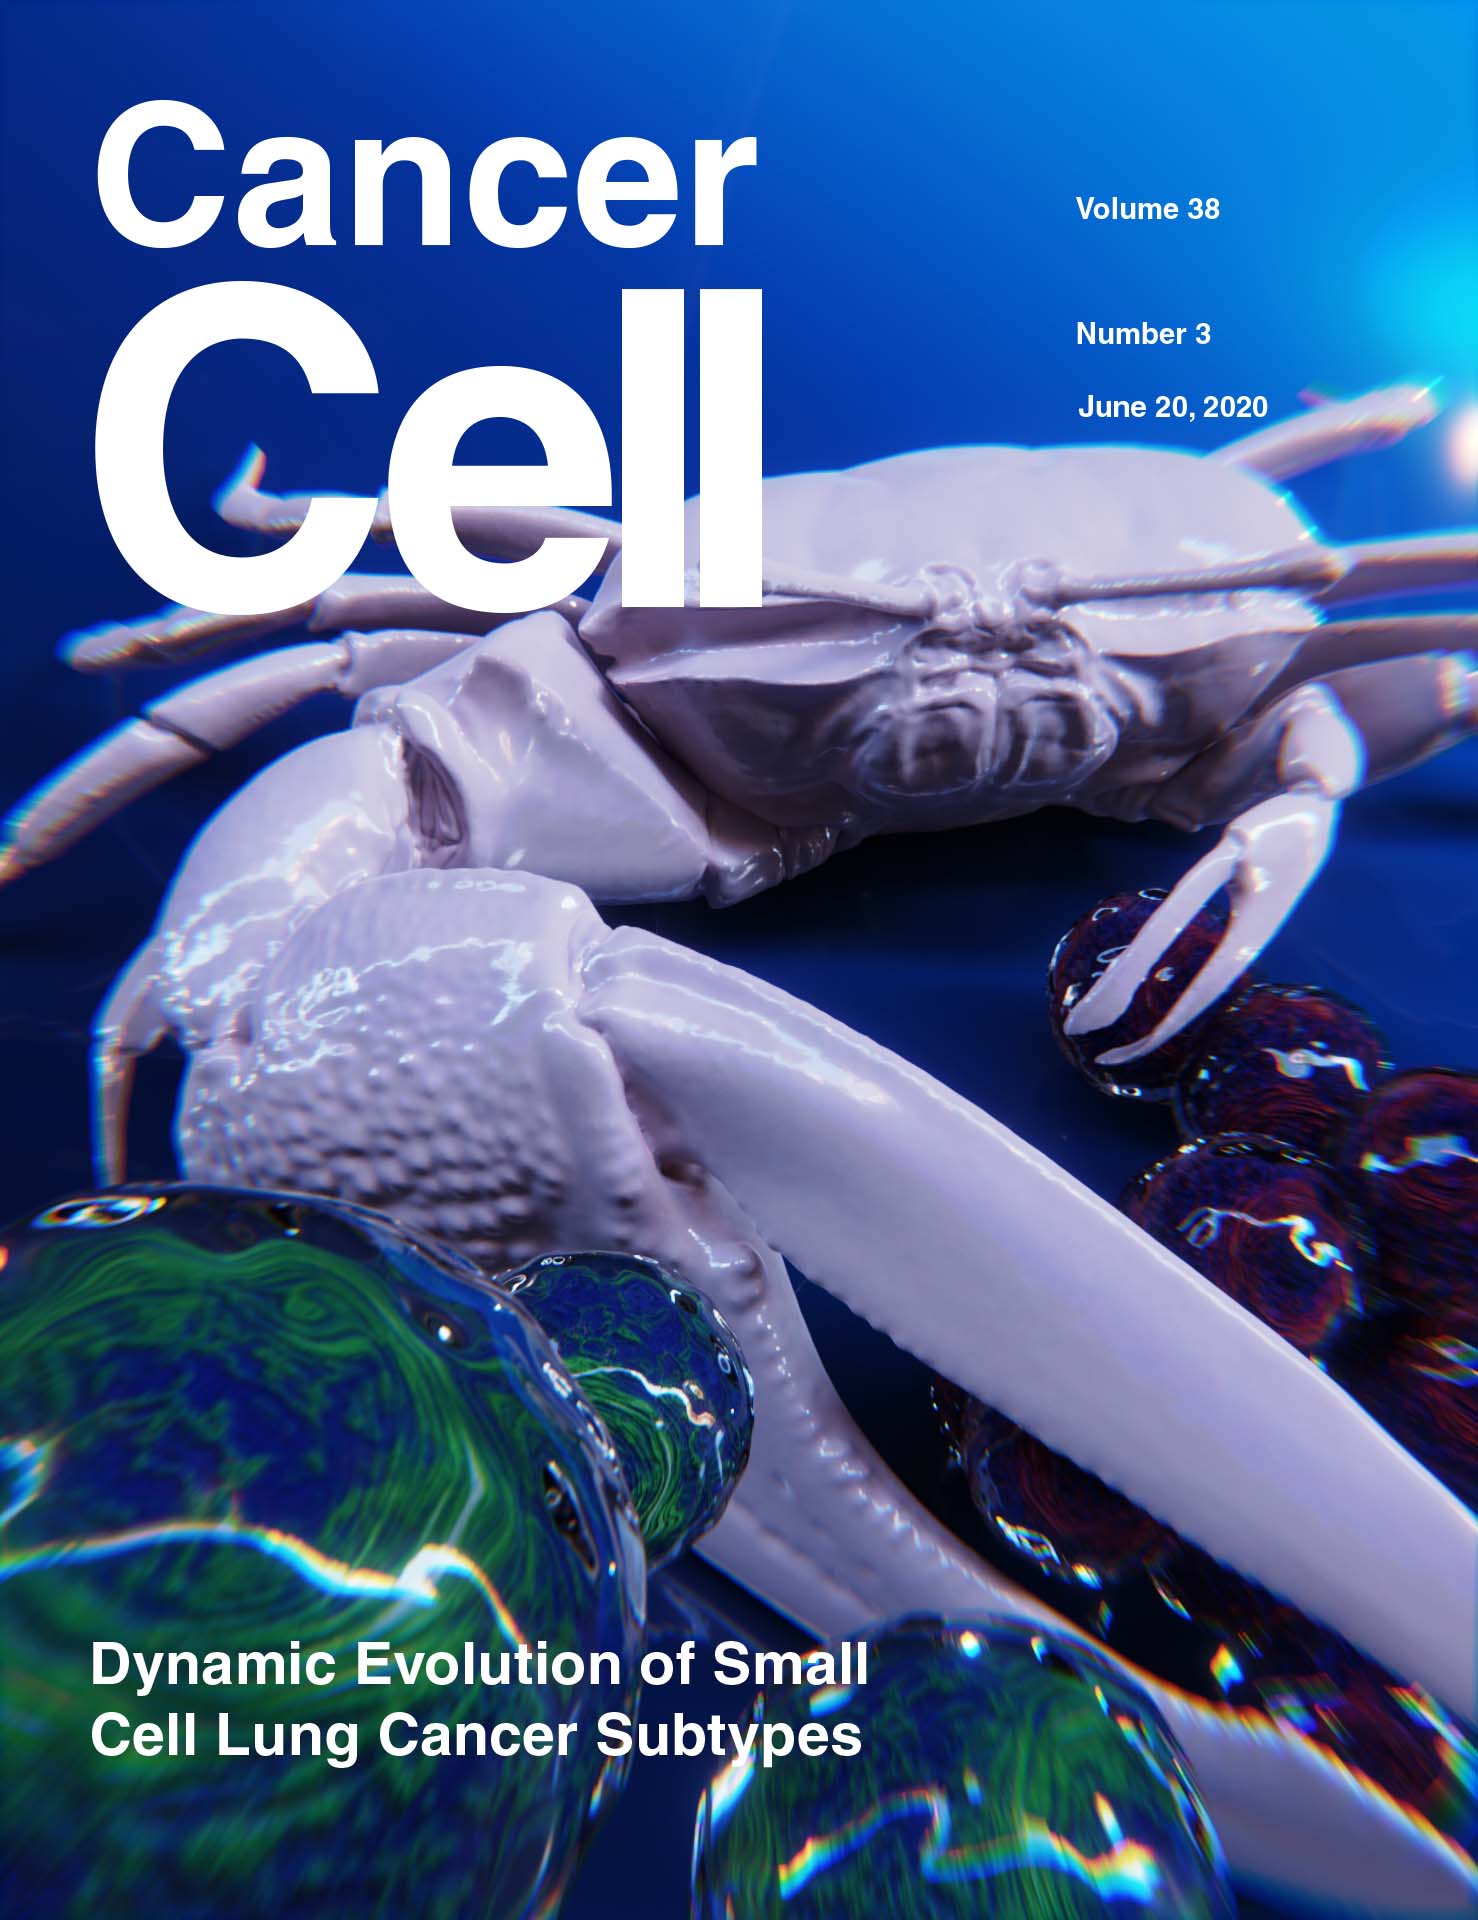 Cancer
Cell
Volume 38
Number 3
June 20, 2020
Dynamic Evolution of Small
Cell Lung Cancer Subtypes